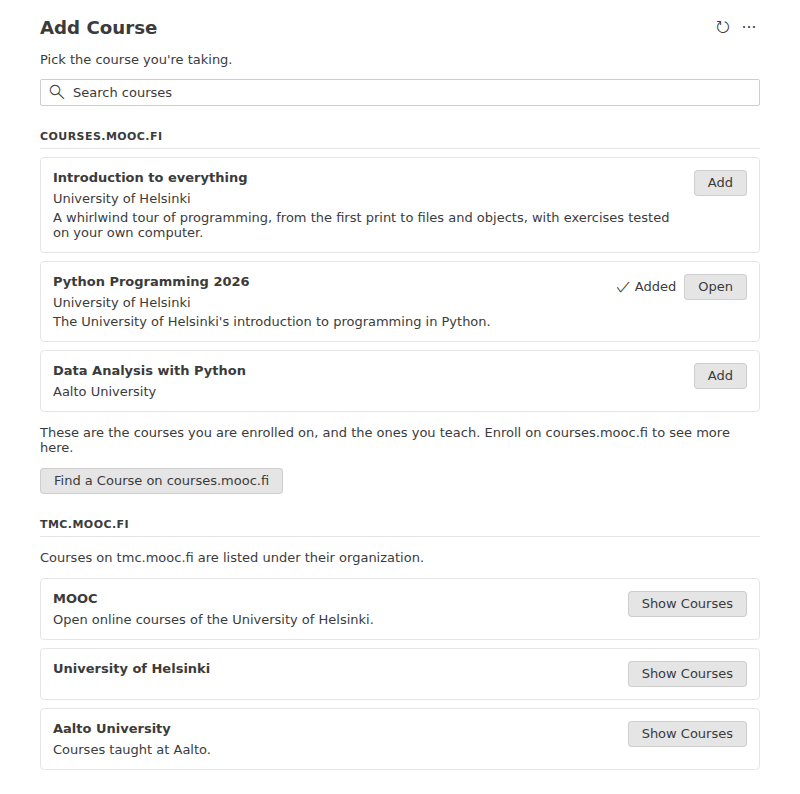 Add Course
Pick the course you're taking.
Search courses
COURSES.MOOC.FI
Introduction to everything
Add
University of Helsinki
A whirlwind tour of programming, from the first print to files and objects, with exercises tested
on your own computer.
Python Programming 2026
Added
Open
University of Helsinki
The University of Helsinki's introduction to programming in Python.
Data Analysis with Python
Add
Aalto University
These are the courses you are enrolled on, and the ones you teach. Enroll on courses.mooc.fi to see more
here.
Find a Course on courses.mooc.fi
TMC.MOOC.FI
Courses on tmc.mooc.fi are listed under their organization.
MOOC
Show Courses
Open online courses of the University of Helsinki.
University of Helsinki
Show Courses
Aalto University
Show Courses
Courses taught at Aalto.